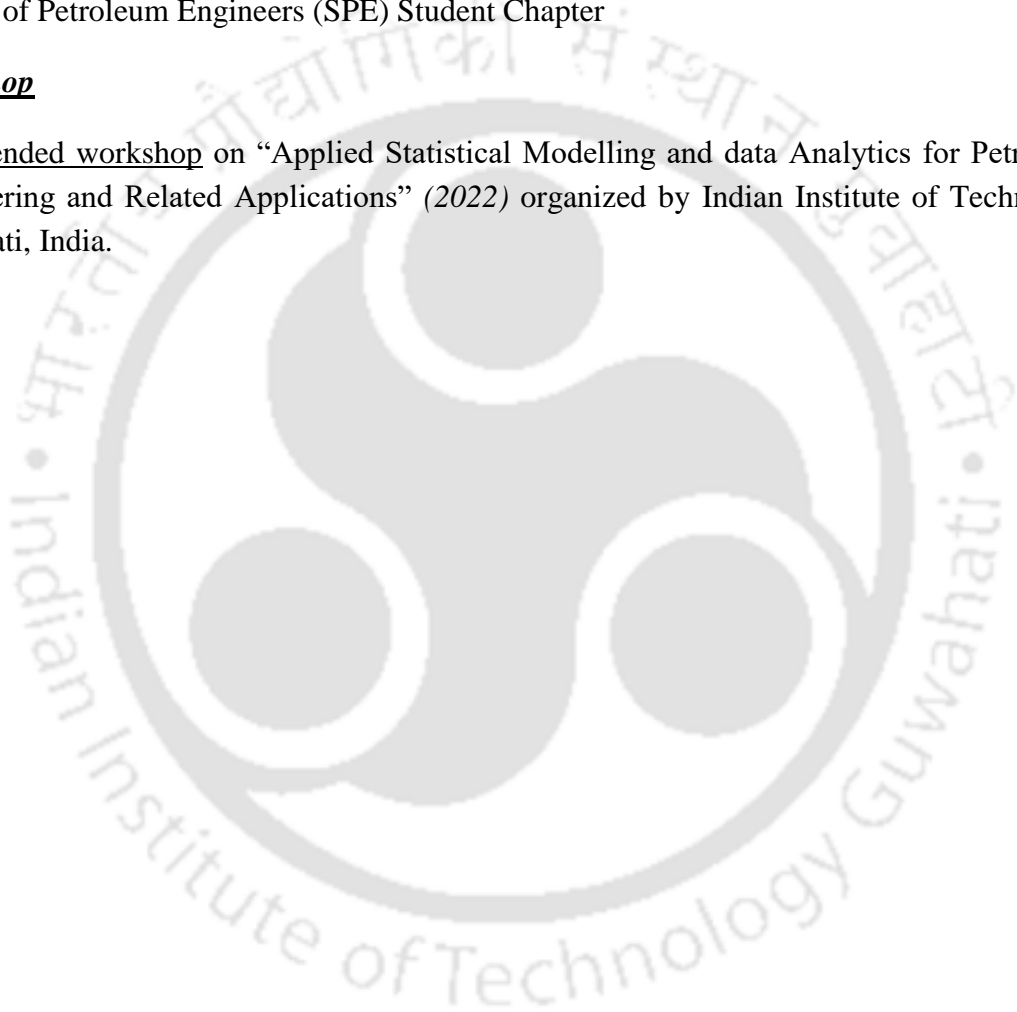 of Petroleum Engineers (SPE) Student Chapter
op
ended workshop on “Applied Statistical Modelling and data Analytics for Petr
ering and Related Applications” (2022) organized by Indian Institute of Techn
ati, India.
भारतीय प्रौद्योगिकी संस्थान गुवाहाटी
• Indian Institute of Technology Guwahati •